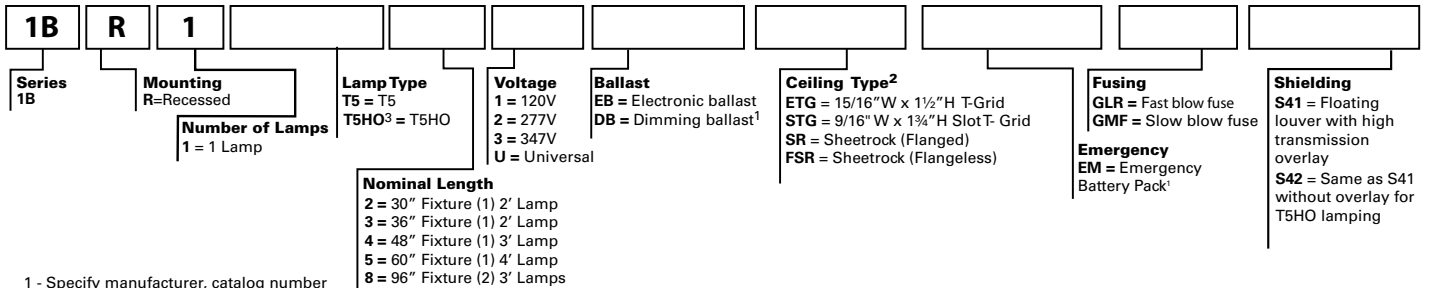 1B R 1
Series
1B
Mounting
R=Recessed
Number of Lamps
1 = 1 Lamp
Lamp Type
T5 = T5
T5HO³ = T5HO
Nominal Length
2 = 30” Fixture (1) 2’ Lamp
3 = 36” Fixture (1) 2’ Lamp
4 = 48” Fixture (1) 3’ Lamp
5 = 60” Fixture (1) 4’ Lamp
8 = 96” Fixture (2) 3’ Lamps
Voltage
1 = 120V
2 = 277V
3 = 347V
U = Universal
Ballast
EB = Electronic ballast
DB = Dimming ballast¹
Ceiling Type²
ETG = 15/16”W x 1½”H T-Grid
STG = 9/16" W x 1¾”H Slot T- Grid
SR = Sheetrock (Flanged)
FSR = Sheetrock (Flangeless)
Emergency
EM = Emergency
Battery Pack¹
Fusing
GLR = Fast blow fuse
GMF = Slow blow fuse
Shielding
S41 = Floating
louver with high
transmission
overlay
S42 = Same as S41
without overlay for
T5HO lamping
1 - Specify manufacturer, catalog number